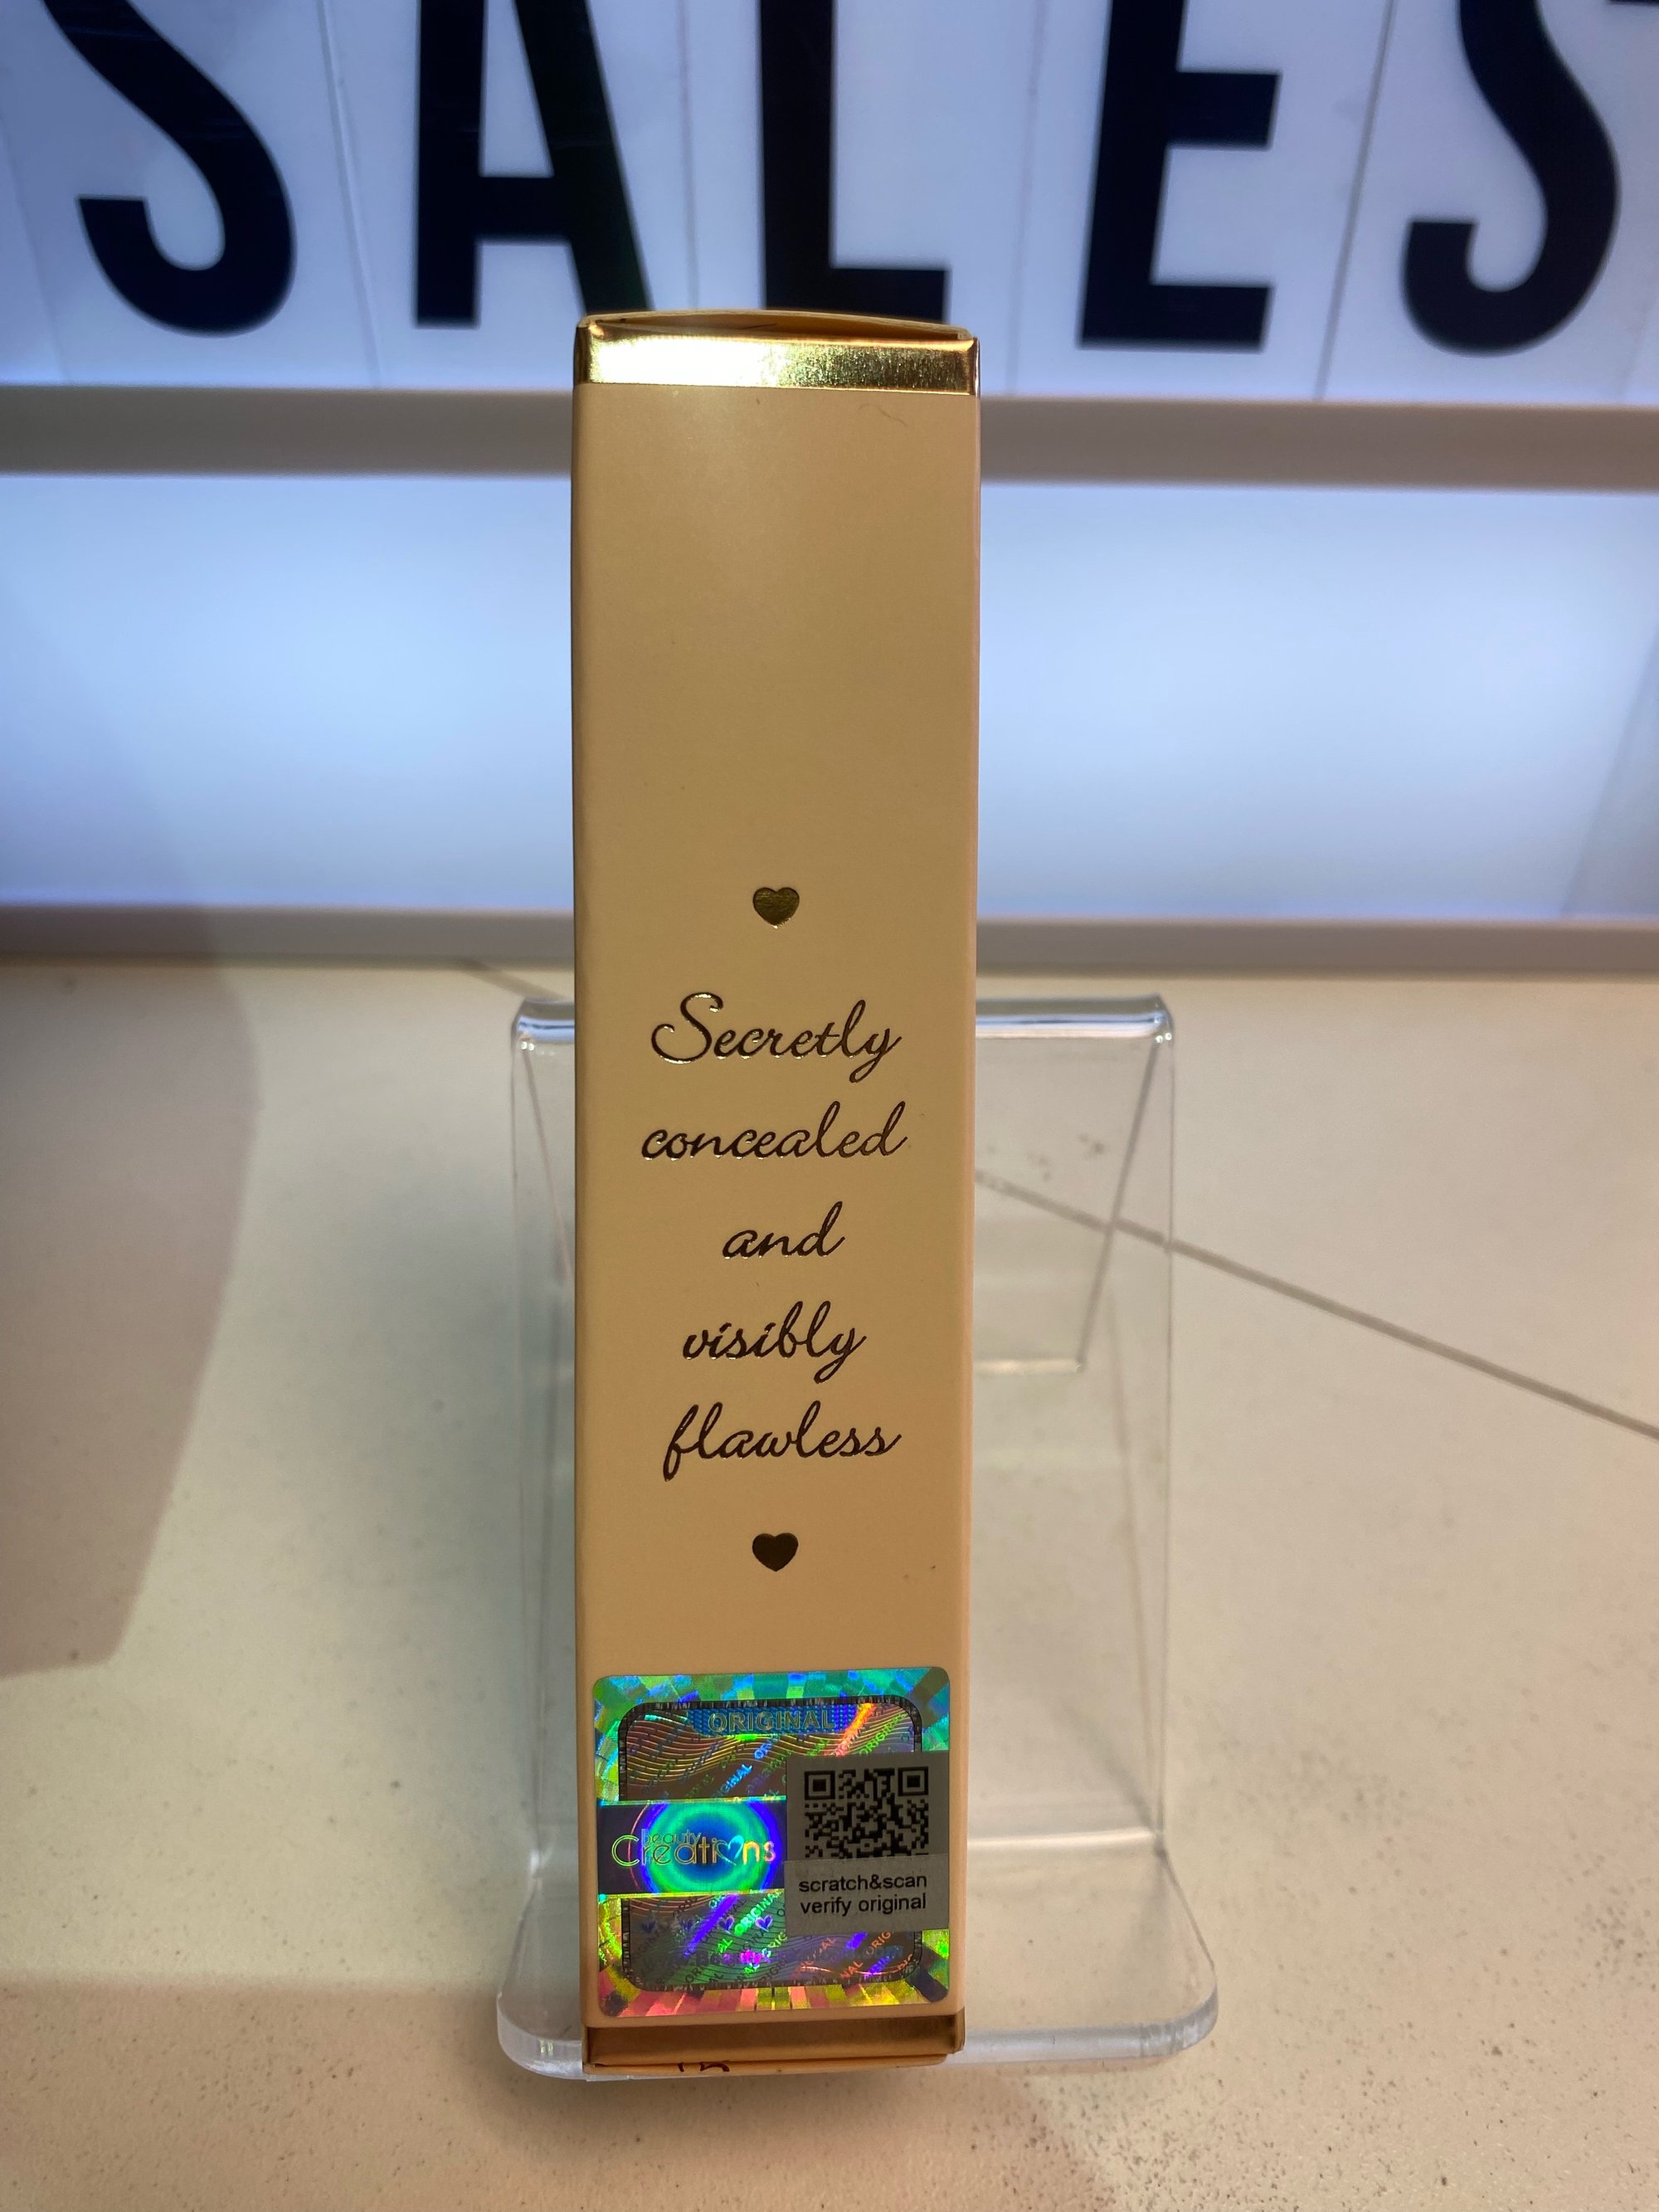 SALES
Secretly
concealed
and
visibly
flawless
ORIGINAL
beauty
Creations
scratch&scan
verify original